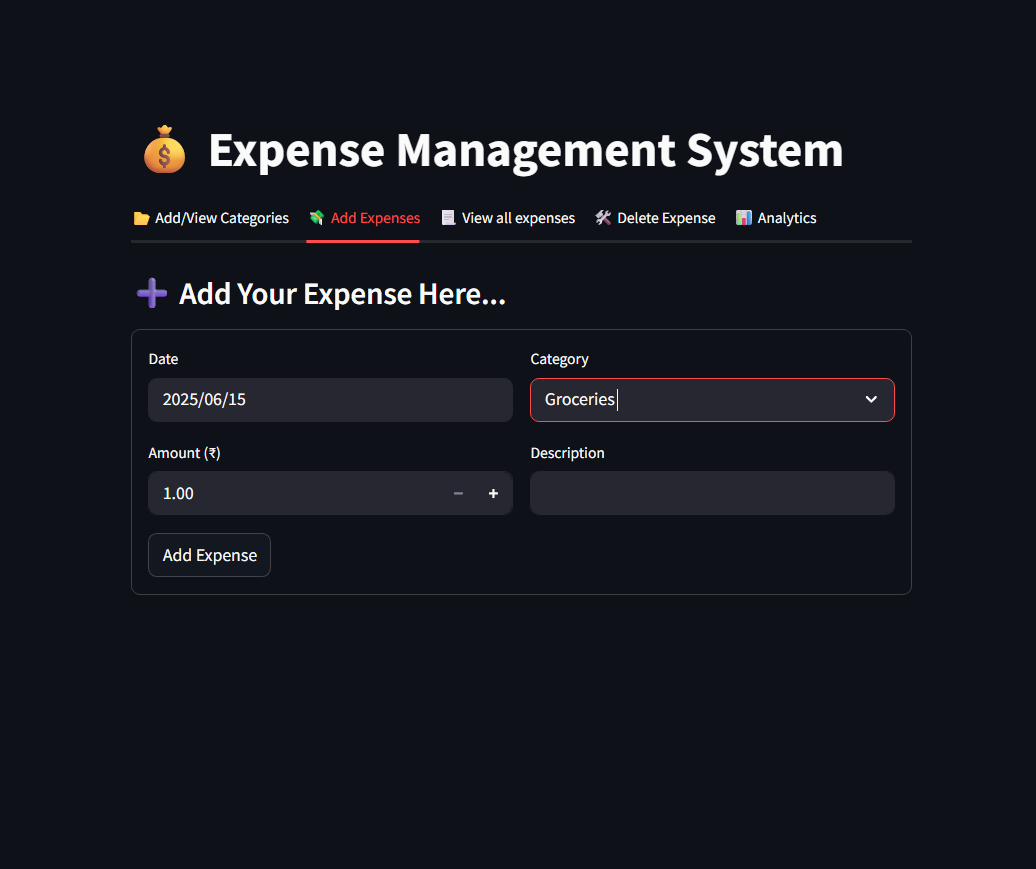 Expense Management System
Add/View Categories Add Expenses View all expenses Delete Expense Analytics
Add Your Expense Here...
Date Category
2025/06/15 Groceries
Amount (₹) Description
1.00
Add Expense